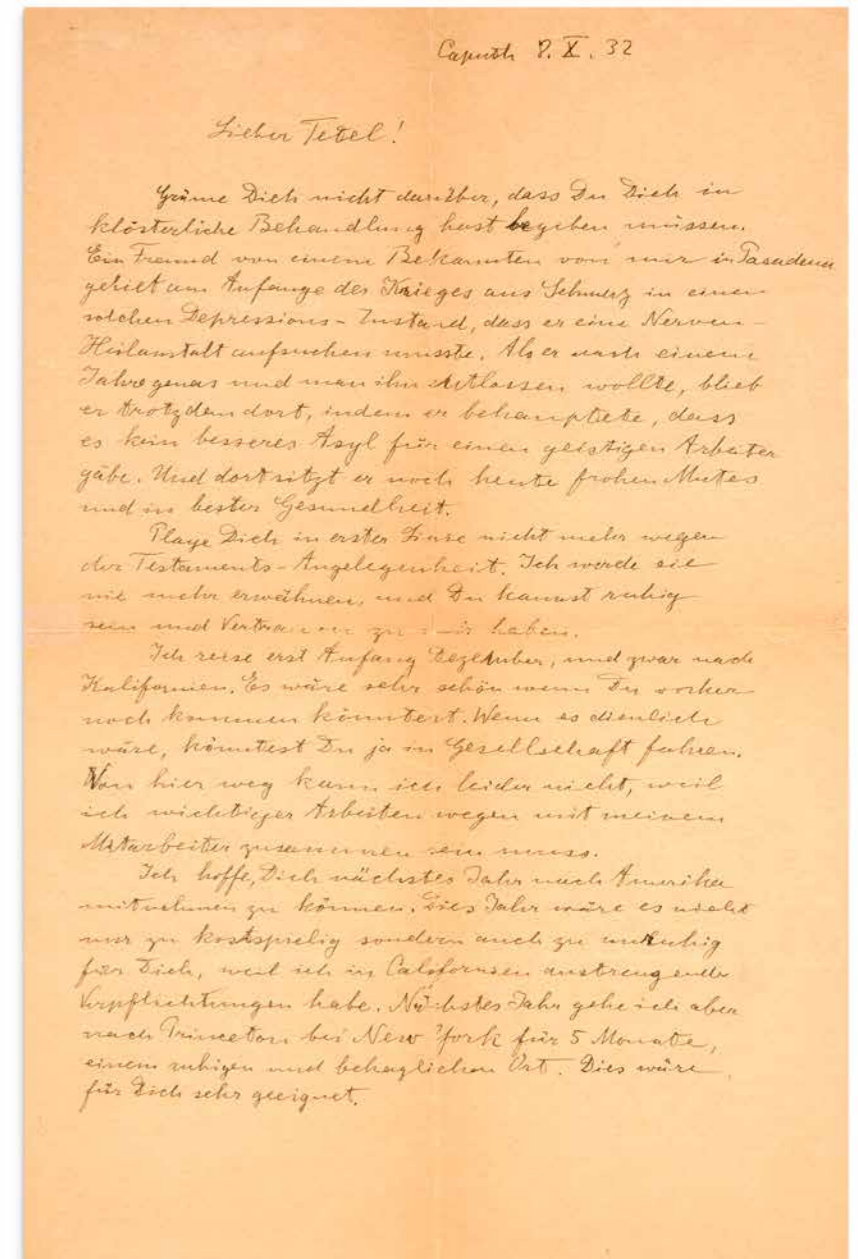 Caputh 8. X. 32
Lieber Tetel!
Gräme Dich nicht darüber, dass Du Dich in
klösterliche Behandlung hast begeben müssen.
Ein Freund von einem Bekannten von mir in Pasadena
geriet am Anfange des Krieges aus Schmerz in einen
solchen Depressions-Zustand, dass er eine Nerven-
Heilanstalt aufsuchen musste. Als er nach einem
Jahre genas und man ihn entlassen wollte, blieb
er trotzdem dort, indem er behauptete, dass
es kein besseres Asyl für einen geistigen Arbeiter
gäbe. Und dort sitzt er noch heute frohen Mutes
und in bester Gesundheit.
Plage Dich in erster Linie nicht mehr wegen
der Testaments-Angelegenheit. Ich werde sie
nie mehr erwähnen, und Du kannst ruhig
sein und Vertrauen zu mir haben.
Ich reise erst Anfang Dezember, und zwar nach
Kalifornien. Es wäre sehr schön wenn Du vorher
noch kommen könntest. Wenn es dienlich
wäre, könntest Du ja in Gesellschaft fahren.
Von hier weg kann ich leider nicht, weil
ich wichtiger Arbeiten wegen mit meinem
Mitarbeiter zusammen sein muss.
Ich hoffe, Dich nächstes Jahr nach Amerika
mitnehmen zu können. Dies Jahr wäre es nicht
nur zu kostspielig sondern auch zu unruhig
für Dich, weil ich in Californien anstrengende
Verpflichtungen habe. Nächstes Jahr gehe ich aber
nach Princeton bei New York für 5 Monate,
einem ruhigen und behaglichen Ort. Dies wäre
für Dich sehr geeignet.